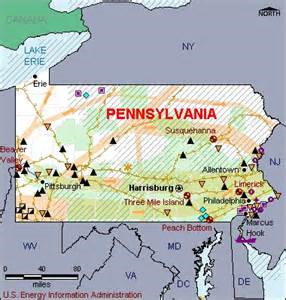 CANADA
NORTH
NY
LAKE
ERIE
Erie
PENNSYLVANIA
Susquehanna
Beaver
Valley
Allentown
NJ
Pittsburgh
Harrisburg
Limerick
Philadelphia
Three Mile Island
Marcus
Hook
Peach Bottom
WV
VA
MD
DC
DE
0 40 80
miles
U.S. Energy Information Administration